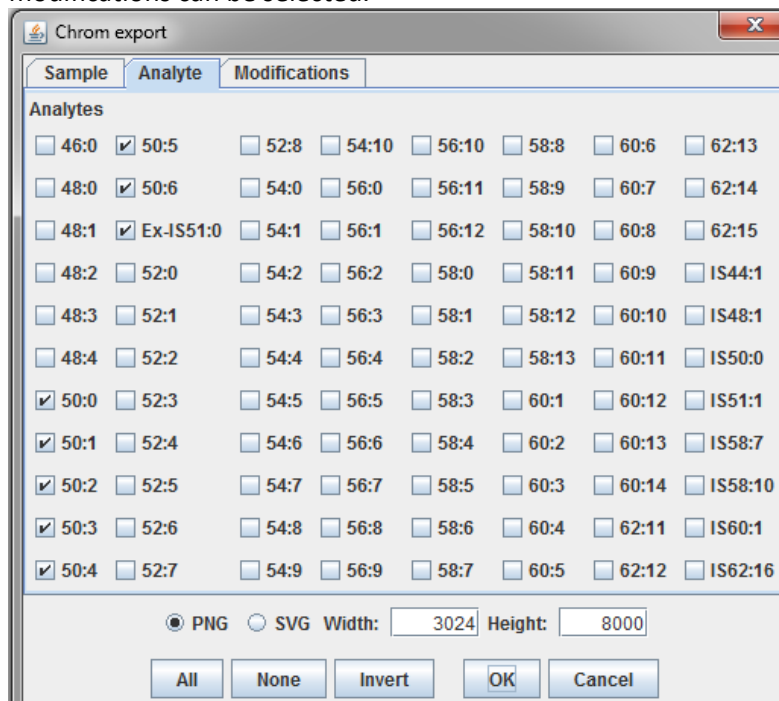 modifications can be selected.
Chrom export
Sample Analyte Modifications
Analytes
46:0 50:5 52:8 54:10 56:10 58:8 60:6 62:13
48:0 50:6 54:0 56:0 56:11 58:9 60:7 62:14
48:1 Ex-IS51:0 54:1 56:1 56:12 58:10 60:8 62:15
48:2 52:0 54:2 56:2 58:0 58:11 60:9 IS44:1
48:3 52:1 54:3 56:3 58:1 58:12 60:10 IS48:1
48:4 52:2 54:4 56:4 58:2 58:13 60:11 IS50:0
50:0 52:3 54:5 56:5 58:3 60:1 60:12 IS51:1
50:1 52:4 54:6 56:6 58:4 60:2 60:13 IS58:7
50:2 52:5 54:7 56:7 58:5 60:3 60:14 IS58:10
50:3 52:6 54:8 56:8 58:6 60:4 62:11 IS60:1
50:4 52:7 54:9 56:9 58:7 60:5 62:12 IS62:16
PNG SVG Width: 3024 Height: 8000
All None Invert OK Cancel